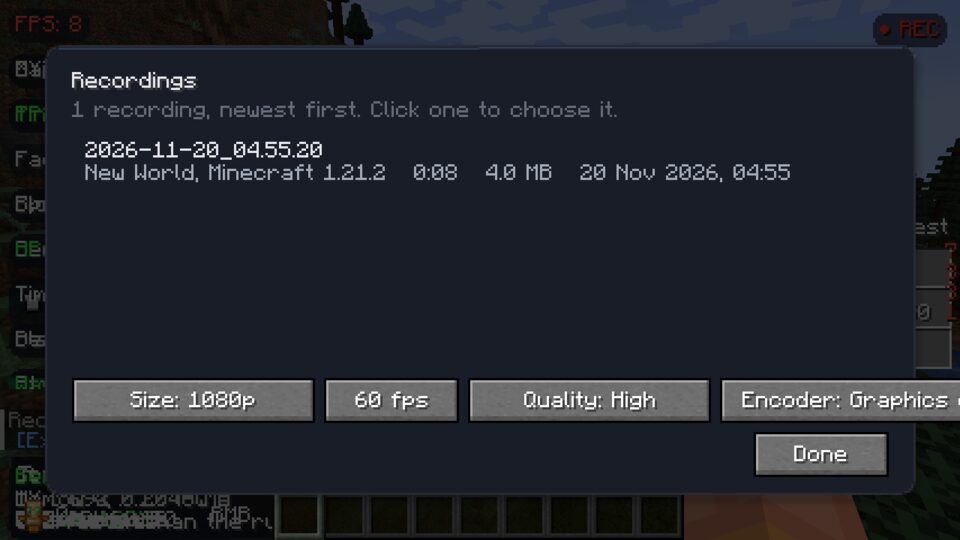 FPS: 8
REC
Recordings
1 recording, newest first. Click one to choose it.
2026-11-20_04.55.20
New World, Minecraft 1.21.2 0:08 4.0 MB 20 Nov 2026, 04:55
Size: 1080p
60 fps
Quality: High
Encoder: Graphics
Done